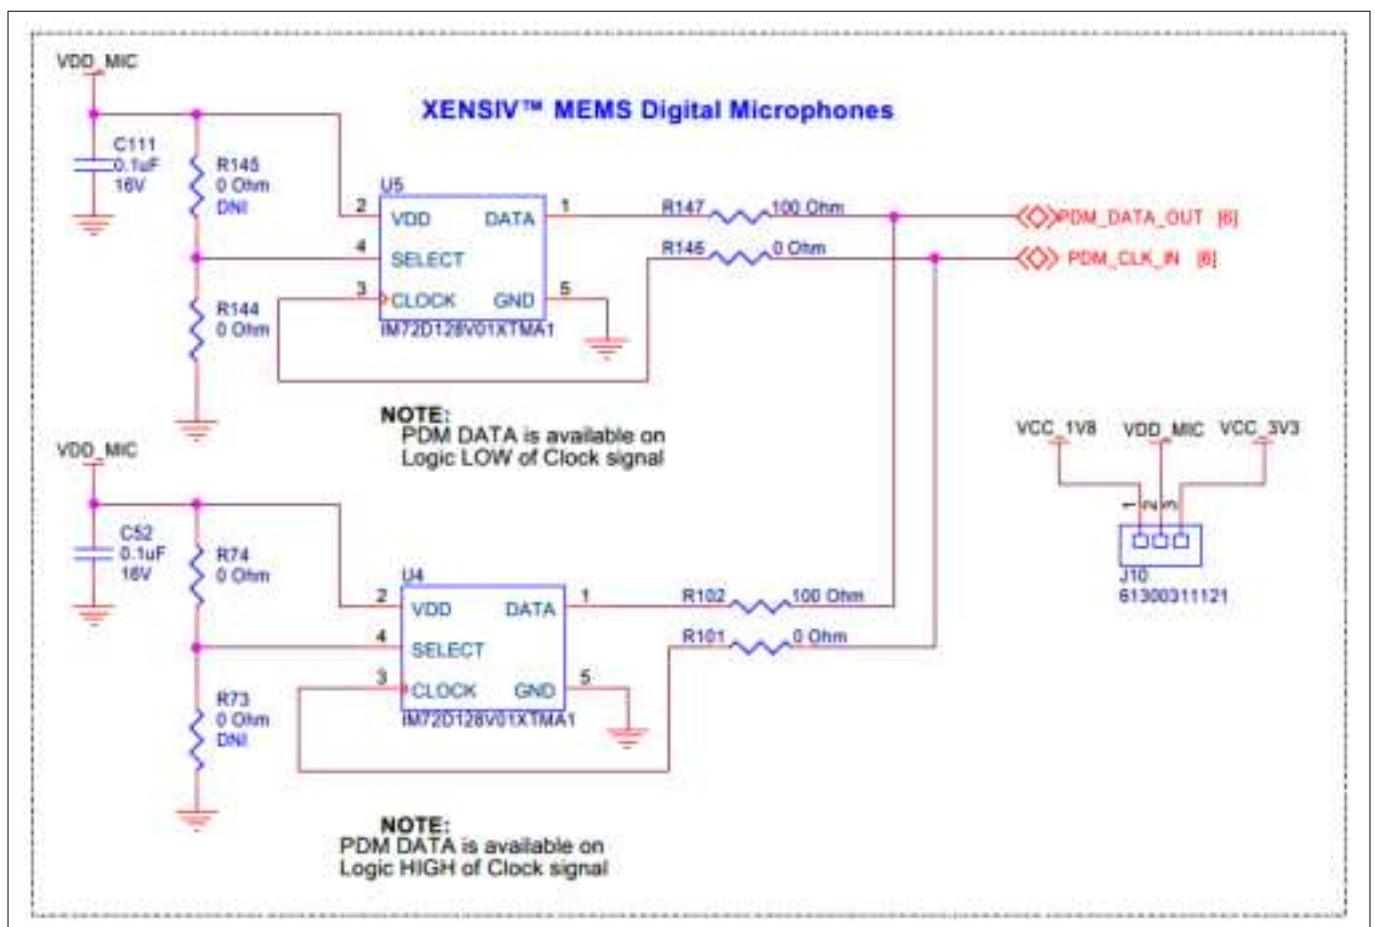 XENSIV™ MEMS Digital Microphones
VDD_MIC
C111
0.1uF
16V
R145
0 Ohm
DNI
R144
0 Ohm
U5
2 VDD DATA 1
4 SELECT
3 CLOCK GND 5
IM72D128V01XTMA1
R147 100 Ohm
R146 0 Ohm
PDM_DATA_OUT [6]
PDM_CLK_IN [6]
NOTE:
PDM DATA is available on
Logic LOW of Clock signal
VCC_1V8 VDD_MIC VCC_3V3
1 2 3
J10
61300311121
VDD_MIC
C52
0.1uF
16V
R74
0 Ohm
R73
0 Ohm
DNI
U4
2 VDD DATA 1
4 SELECT
3 CLOCK GND 5
IM72D128V01XTMA1
R102 100 Ohm
R101 0 Ohm
NOTE:
PDM DATA is available on
Logic HIGH of Clock signal